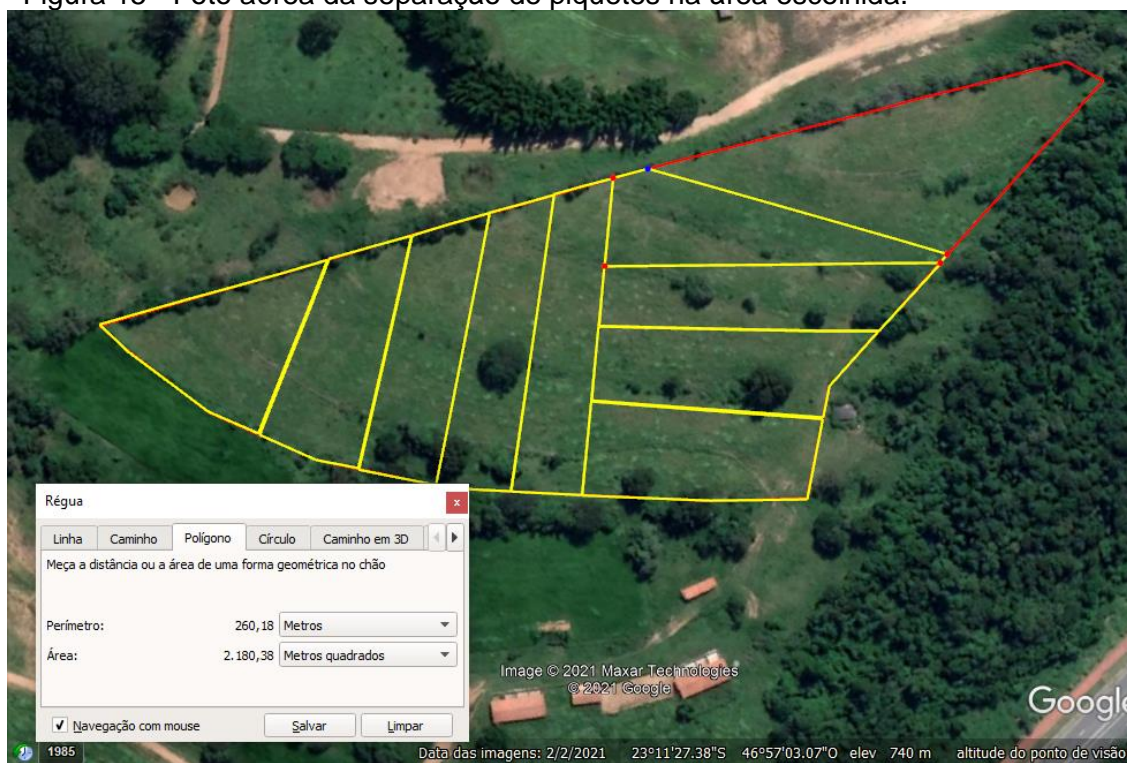 Figura 13 - Foto aérea da separação de piquetes na área escolhida.
Régua
Linha Caminho Polígono Círculo Caminho em 3D
Meça a distância ou a área de uma forma geométrica no chão
Perímetro: 260,18 Metros
Área: 2.180,38 Metros quadrados
Navegação com mouse Salvar Limpar
Image © 2021 Maxar Technologies
© 2021 Google
Google
1985 Data das imagens: 2/2/2021 23°11'27.38"S 46°57'03.07"O elev 740 m altitude do ponto de visão